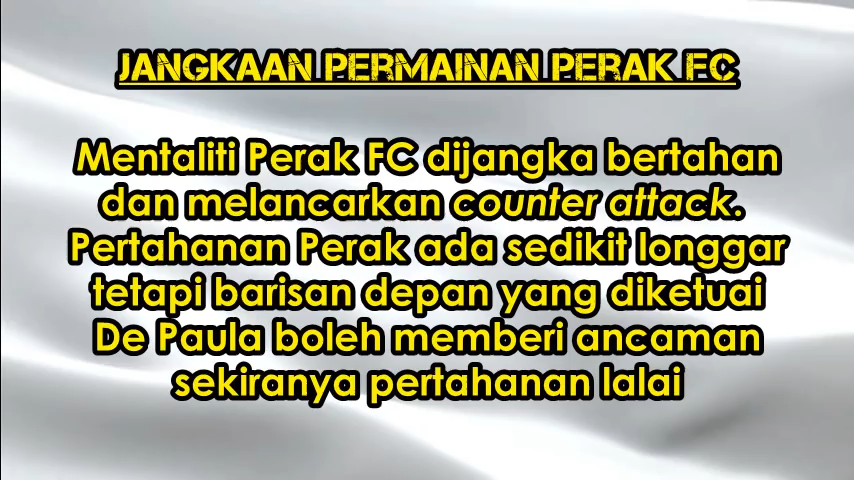 JANGKAAN PERMAINAN PERAK FC
Mentaliti Perak FC dijangka bertahan
dan melancarkan counter attack.
Pertahanan Perak ada sedikit longgar
tetapi barisan depan yang diketuai
De Paula boleh memberi ancaman
sekiranya pertahanan lalai